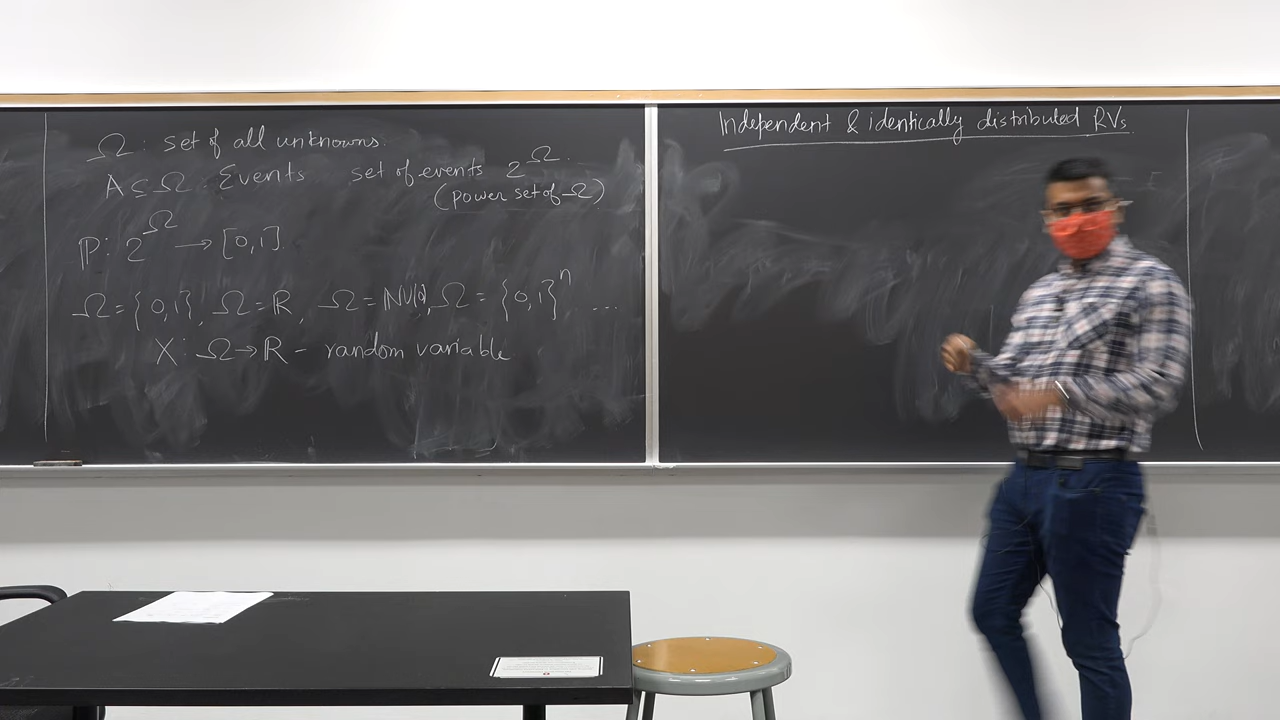 Ω: set of all unknowns.
A ⊆ Ω Events set of events 2^Ω.
(power set of Ω)
ℙ: 2^Ω → [0,1].
Ω = {0,1}, Ω = ℝ, Ω = ℕ∪{0}, Ω = {0,1}^n ...
X: Ω → ℝ - random variable
Independent & identically distributed RVs.